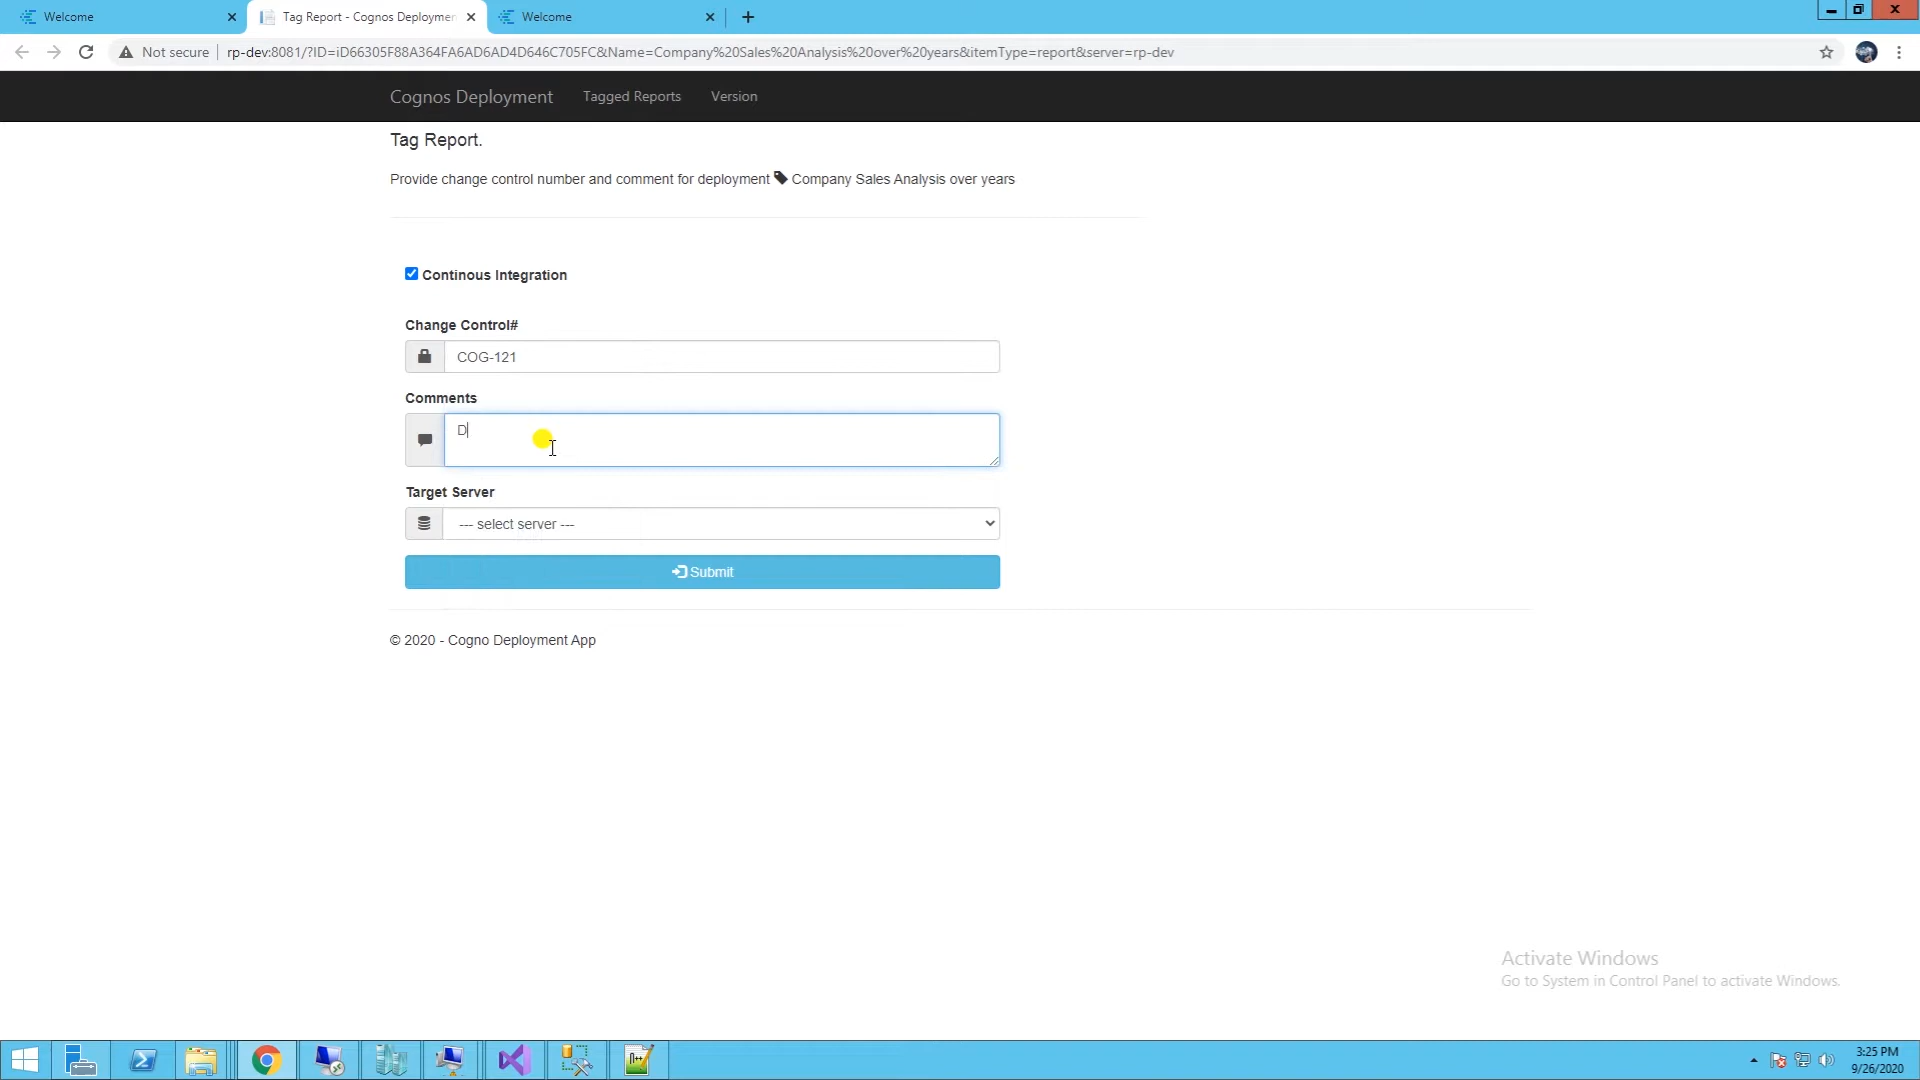 Welcome
Tag Report - Cognos Deploymen
Welcome
Not secure
rp-dev:8081/?ID=iD66305F88A364FA6AD6AD4D646C705FC&Name=Company%20Sales%20Analysis%20over%20years&itemType=report&server=rp-dev
Cognos Deployment
Tagged Reports
Version
Tag Report.
Provide change control number and comment for deployment Company Sales Analysis over years
Continous Integration
Change Control#
COG-121
Comments
D
Target Server
--- select server ---
Submit
© 2020 - Cogno Deployment App
Activate Windows
Go to System in Control Panel to activate Windows.
3:25 PM
9/26/2020